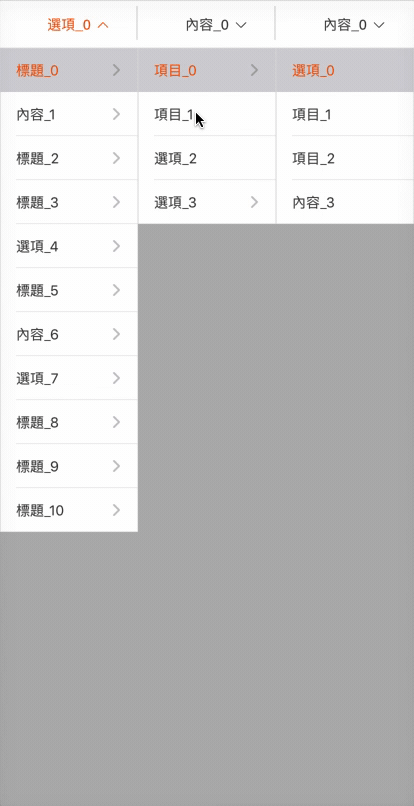 選項_0
內容_0
內容_0
標題_0
項目_0
選項_0
內容_1
項目_1
項目_1
標題_2
選項_2
項目_2
標題_3
選項_3
內容_3
選項_4
標題_5
內容_6
選項_7
標題_8
標題_9
標題_10